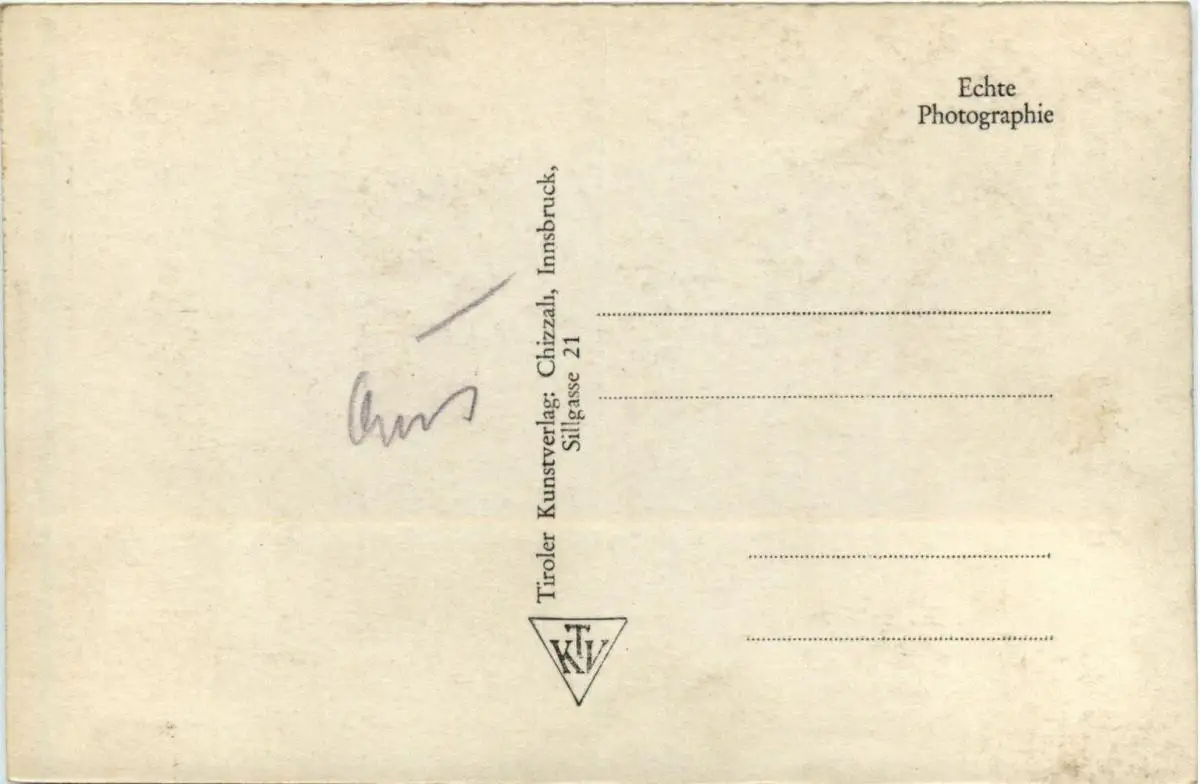 Echte
Photographie
Tiroler Kunstverlag: Chizzali, Innsbruck,
Sillgasse 21
KTV